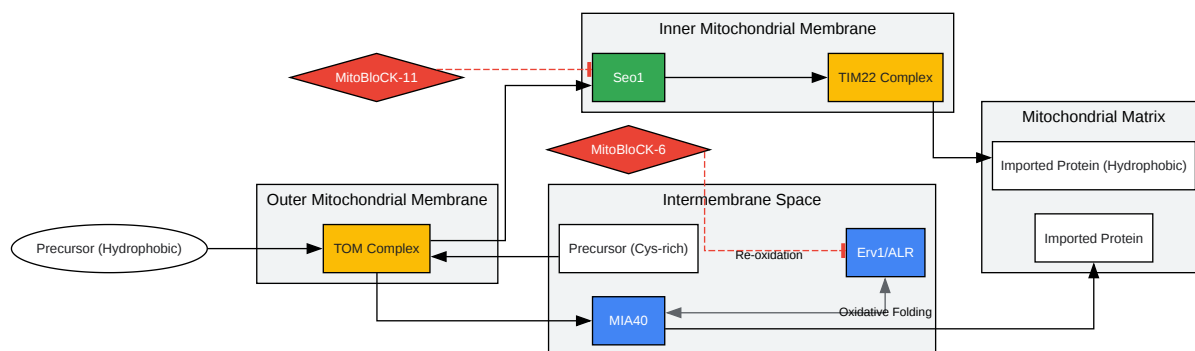 Inner Mitochondrial Membrane
MitoBloCK-11
Seo1
TIM22 Complex
Mitochondrial Matrix
MitoBloCK-6
Imported Protein (Hydrophobic)
Outer Mitochondrial Membrane
Intermembrane Space
Precursor (Hydrophobic)
TOM Complex
Precursor (Cys-rich)
Re-oxidation
Erv1/ALR
Imported Protein
MIA40
Oxidative Folding